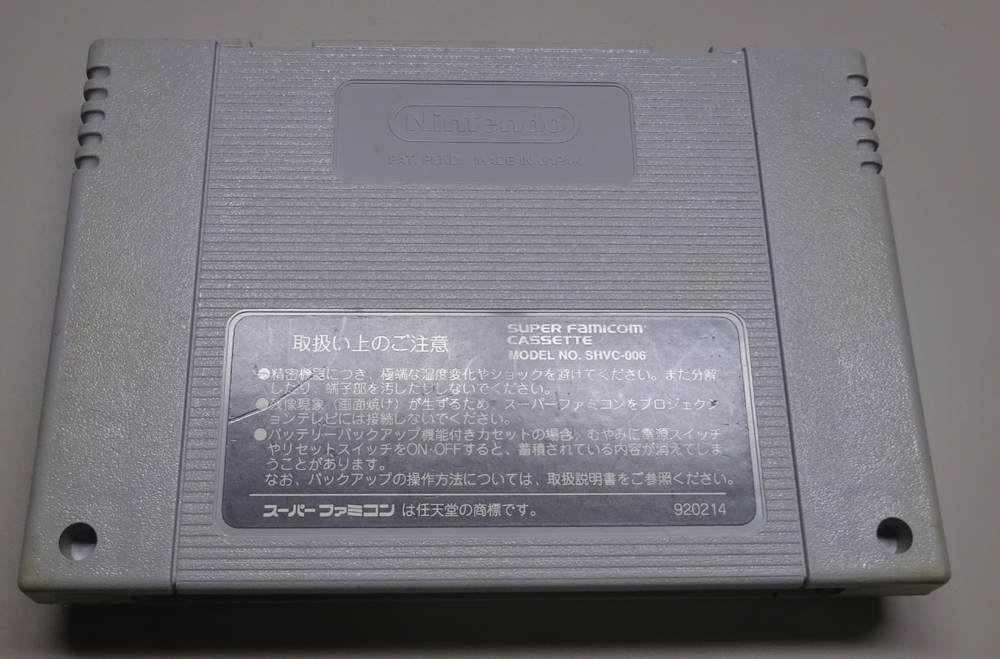 Nintendo
PAT. PEND. MADE IN JAPAN
取扱い上のご注意
SUPER FAMICOM
CASSETTE
MODEL NO. SHVC-006
●精密機器につき、極端な温度変化やショックを避けてください。また分解
したり、端子部を汚したりしないでください。
●残像現象（画面焼け）が生ずるため、スーパーファミコンをプロジェク
ションテレビには接続しないでください。
●バッテリーバックアップ機能付きカセットの場合、むやみに電源スイッチ
やリセットスイッチをON・OFFすると、蓄積されている内容が消えてしま
うことがあります。
なお、バックアップの操作方法については、取扱説明書をご参照ください。
スーパーファミコン は任天堂の商標です。
920214